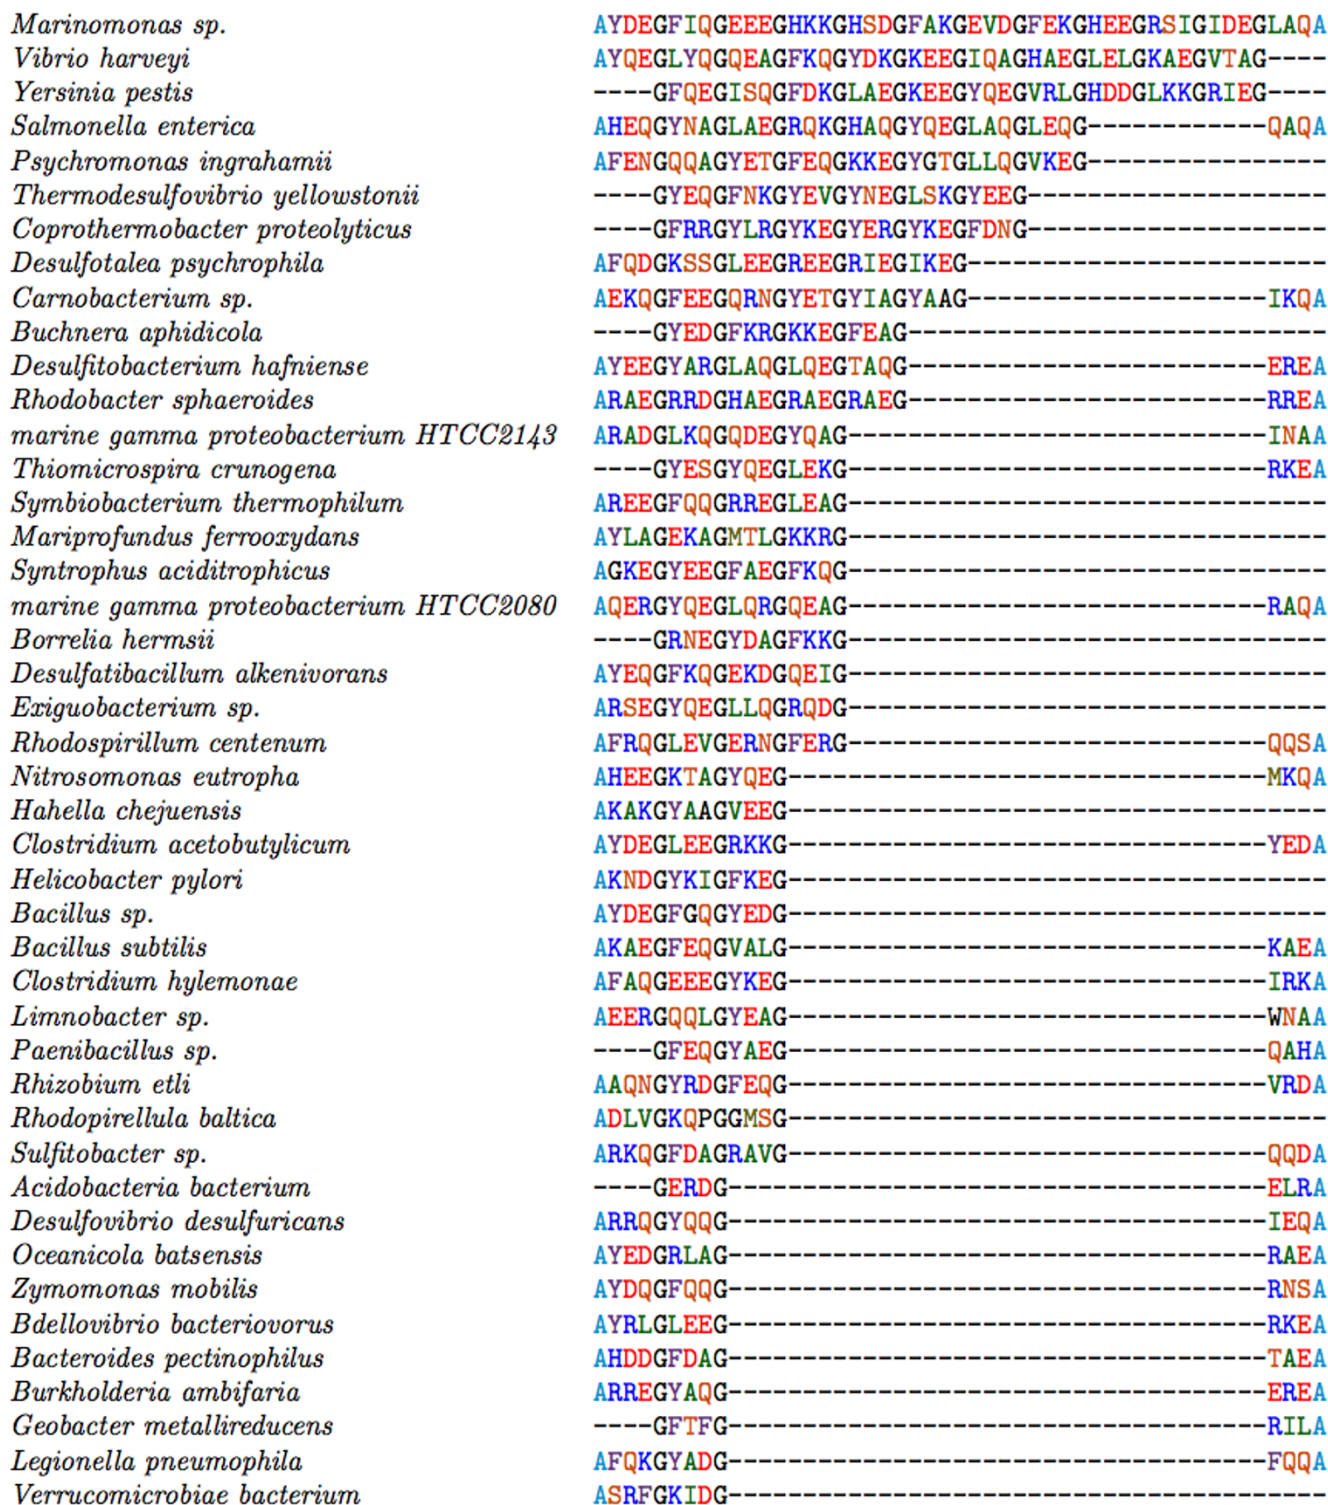 Marinomonas sp. AYDEGFIQGEEEGHKKGHSDGFAKGEVDGFEKGHEEGRSIGIDEGLAQA
Vibrio harveyi AYQEGLYQGQEAGFKQGYDKGKEEGIQAGHAEGLELGKAEGVTAG----
Yersinia pestis ----GFQEGISQGFDKGLAEGKEEGYQEGVRLGHDDGLKKGRIEG----
Salmonella enterica AHEQGYNAGLAEGRQKGHAQGYQEGLAQGLEQG------------QAQA
Psychromonas ingrahamii AFENGQQAGYETGFEQGKKEGYGTGLLQGVKEG----------------
Thermodesulfovibrio yellowstonii ----GYEQGFNKGYEVGYNEGLSKGYEEG--------------------
Coprothermobacter proteolyticus ----GFRRGYLRGYKEGYERGYKEGFDNG--------------------
Desulfotalea psychrophila AFQDGKSSGLEEGREEGRIEGIKEG------------------------
Carnobacterium sp. AEKQGFEEGQRNGYETGYIAGYAAG--------------------IKQA
Buchnera aphidicola ----GYEDGFKRGKKEGFEAG----------------------------
Desulfitobacterium hafniense AYEEGYARGLAQGLQEGTAQG------------------------EREA
Rhodobacter sphaeroides ARAEGRRDGHAEGRAEGRAEG------------------------RREA
marine gamma proteobacterium HTCC2143 ARADGLKQGQDEGYQAG----------------------------INAA
Thiomicrospira crunogena ----GYESGYQEGLEKG----------------------------RKEA
Symbiobacterium thermophilum AREEGFQQGRREGLEAG--------------------------------
Mariprofundus ferrooxydans AYLAGEKAGMTLGKKRG--------------------------------
Syntrophus aciditrophicus AGKEGYEEGFAEGFKQG--------------------------------
marine gamma proteobacterium HTCC2080 AQERGYQEGLQRGQEAG----------------------------RAQA
Borrelia hermsii ----GRNEGYDAGFKKG--------------------------------
Desulfatibacillum alkenivorans AYEQGFKQGEKDGQEIG--------------------------------
Exiguobacterium sp. ARSEGYQEGLLQGRQDG--------------------------------
Rhodospirillum centenum AFRQGLEVGERNGFERG----------------------------QQSA
Nitrosomonas eutropha AHEEGKTAGYQEG--------------------------------MKQA
Hahella chejuensis AKAKGYAAGVEEG------------------------------------
Clostridium acetobutylicum AYDEGLEEGRKKG--------------------------------YEDA
Helicobacter pylori AKNDGYKIGFKEG------------------------------------
Bacillus sp. AYDEGFGQGYEDG------------------------------------
Bacillus subtilis AKAEGFEQGVALG--------------------------------KAEA
Clostridium hylemonae AFAQGEEEGYKEG--------------------------------IRKA
Limnobacter sp. AEERGQQLGYEAG--------------------------------WNAA
Paenibacillus sp. ----GFEQGYAEG--------------------------------QAHA
Rhizobium etli AAQNGYRDGFEQG--------------------------------VRDA
Rhodopirellula baltica ADLVGKQPGGMSG------------------------------------
Sulfitobacter sp. ARKQGFDAGRAVG--------------------------------QQDA
Acidobacteria bacterium ----GERDG------------------------------------ELRA
Desulfovibrio desulfuricans ARRQGYQQG------------------------------------IEQA
Oceanicola batsensis AYEDGRLAG------------------------------------RAEA
Zymomonas mobilis AYDQGFQQG------------------------------------RNSA
Bdellovibrio bacteriovorus AYRLGLEEG------------------------------------RKEA
Bacteroides pectinophilus AHDDGFDAG------------------------------------TAEA
Burkholderia ambifaria ARREGYAQG------------------------------------EREA
Geobacter metallireducens ----GFTFG------------------------------------RILA
Legionella pneumophila AFQKGYADG------------------------------------FQQA
Verrucomicrobiae bacterium ASRFGKIDG----------------------------------------